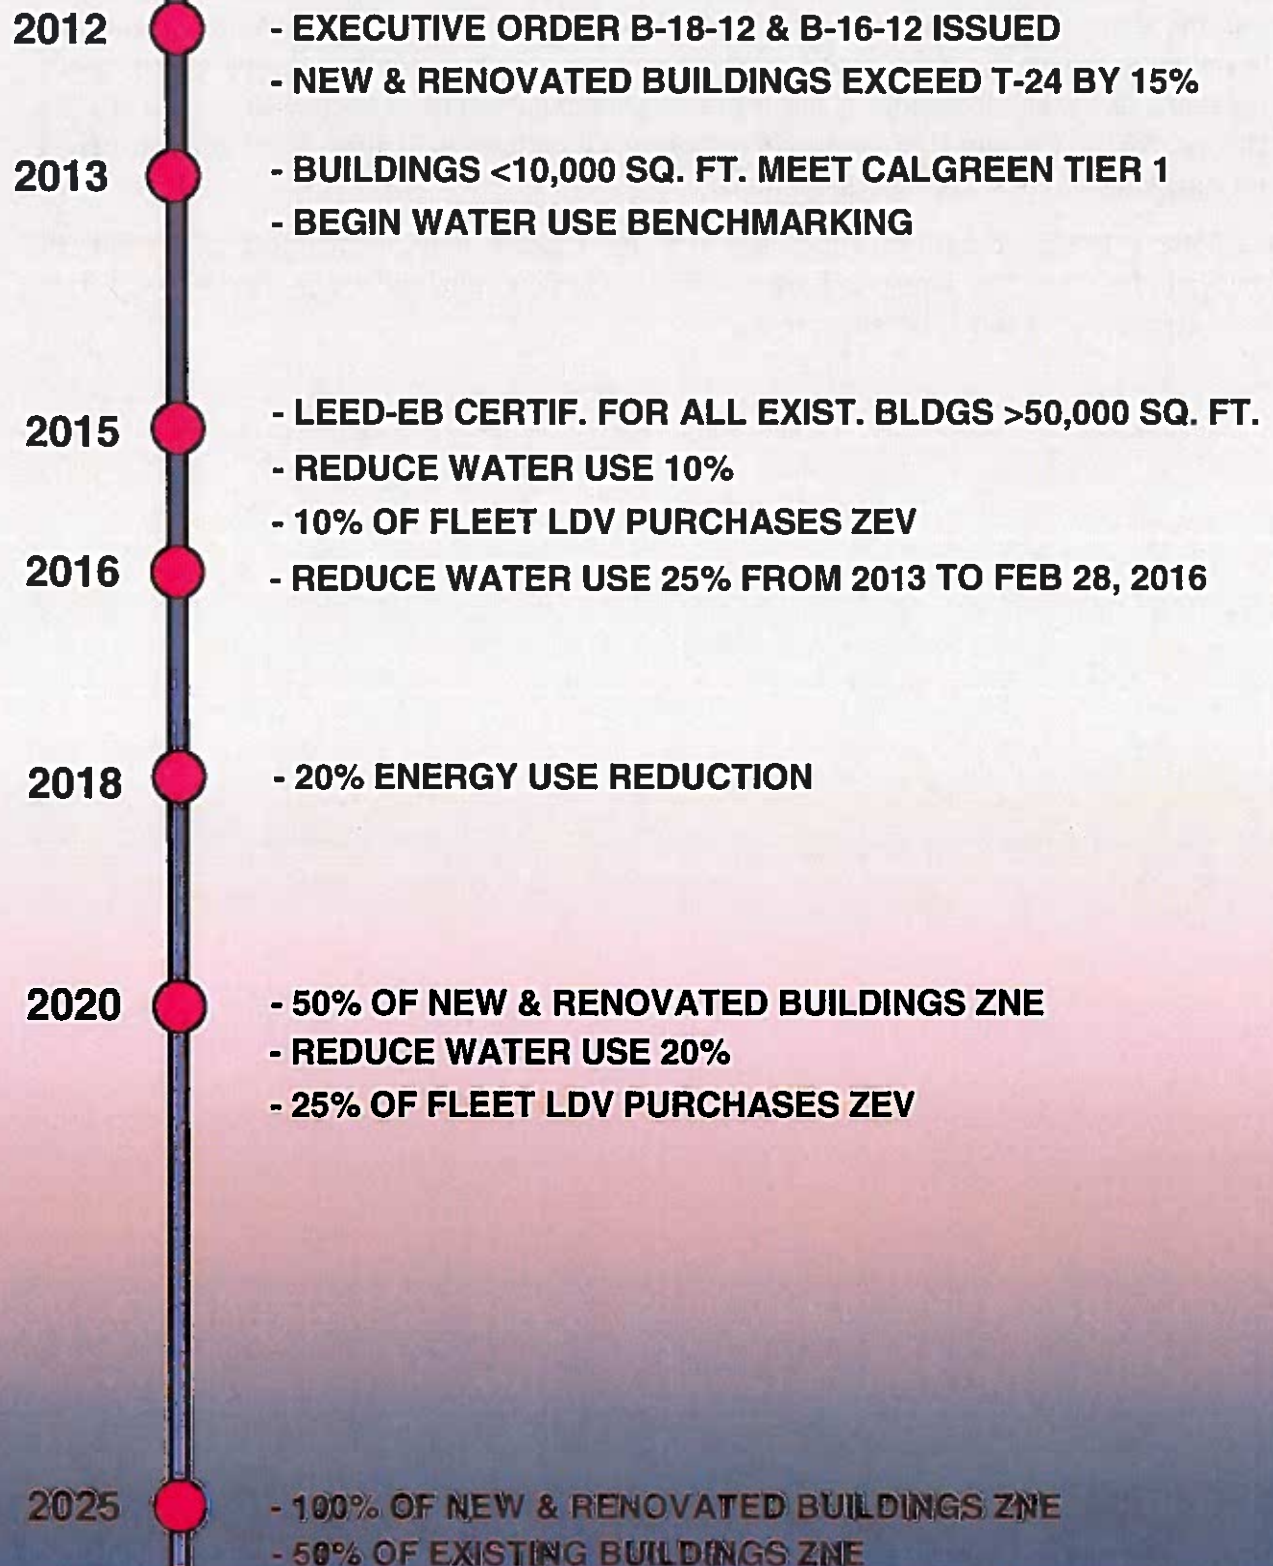 2012 - EXECUTIVE ORDER B-18-12 & B-16-12 ISSUED
- NEW & RENOVATED BUILDINGS EXCEED T-24 BY 15%
2013 - BUILDINGS <10,000 SQ. FT. MEET CALGREEN TIER 1
- BEGIN WATER USE BENCHMARKING
2015 - LEED-EB CERTIF. FOR ALL EXIST. BLDGS >50,000 SQ. FT.
- REDUCE WATER USE 10%
- 10% OF FLEET LDV PURCHASES ZEV
2016 - REDUCE WATER USE 25% FROM 2013 TO FEB 28, 2016
2018 - 20% ENERGY USE REDUCTION
2020 - 50% OF NEW & RENOVATED BUILDINGS ZNE
- REDUCE WATER USE 20%
- 25% OF FLEET LDV PURCHASES ZEV
2025 - 100% OF NEW & RENOVATED BUILDINGS ZNE
- 50% OF EXISTING BUILDINGS ZNE